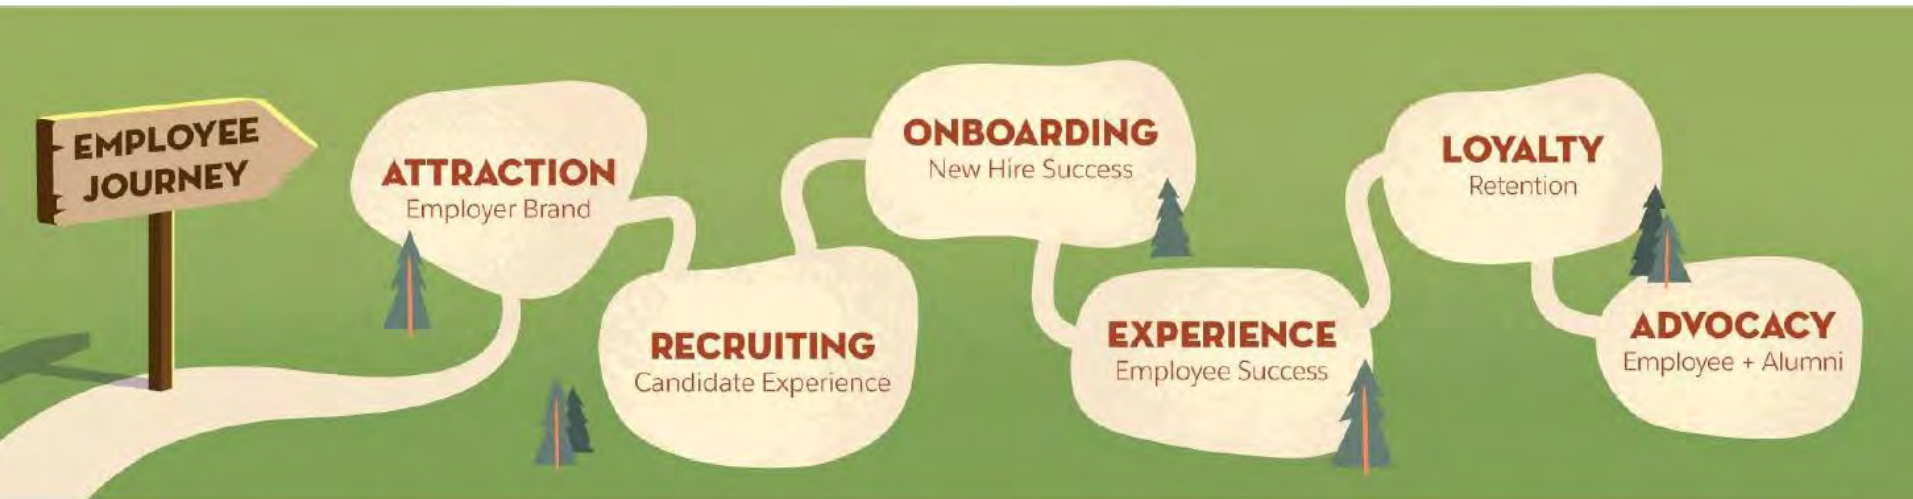 EMPLOYEE
JOURNEY
ATTRACTION
Employer Brand
RECRUITING
Candidate Experience
ONBOARDING
New Hire Success
EXPERIENCE
Employee Success
LOYALTY
Retention
ADVOCACY
Employee + Alumni